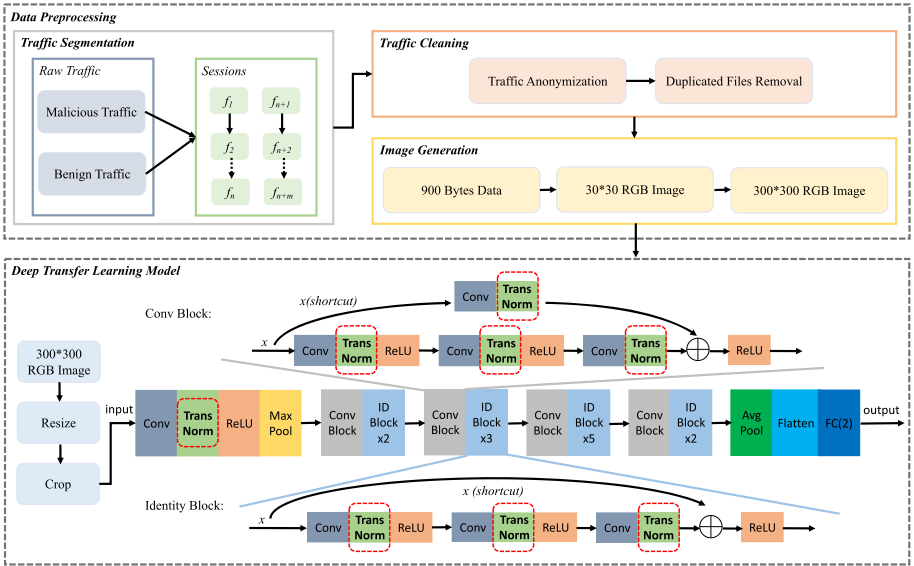 Data Preprocessing
Traffic Segmentation
Raw Traffic
Malicious Traffic
Benign Traffic
Sessions
f1
fn+1
f2
fn+2
fn
fn+m
Traffic Cleaning
Traffic Anonymization
Duplicated Files Removal
Image Generation
900 Bytes Data
30*30 RGB Image
300*300 RGB Image
Deep Transfer Learning Model
Conv Block:
x(shortcut)
Conv
Trans
Norm
x
Conv
Trans
Norm
ReLU
Conv
Trans
Norm
ReLU
Conv
Trans
Norm
ReLU
300*300
RGB Image
Resize
Crop
input
Conv
Trans
Norm
ReLU
Max
Pool
Conv
Block
ID
Block
x2
Conv
Block
ID
Block
x3
Conv
Block
ID
Block
x5
Conv
Block
ID
Block
x2
Avg
Pool
Flatten
FC(2)
output
Identity Block:
x (shortcut)
x
Conv
Trans
Norm
ReLU
Conv
Trans
Norm
ReLU
Conv
Trans
Norm
ReLU